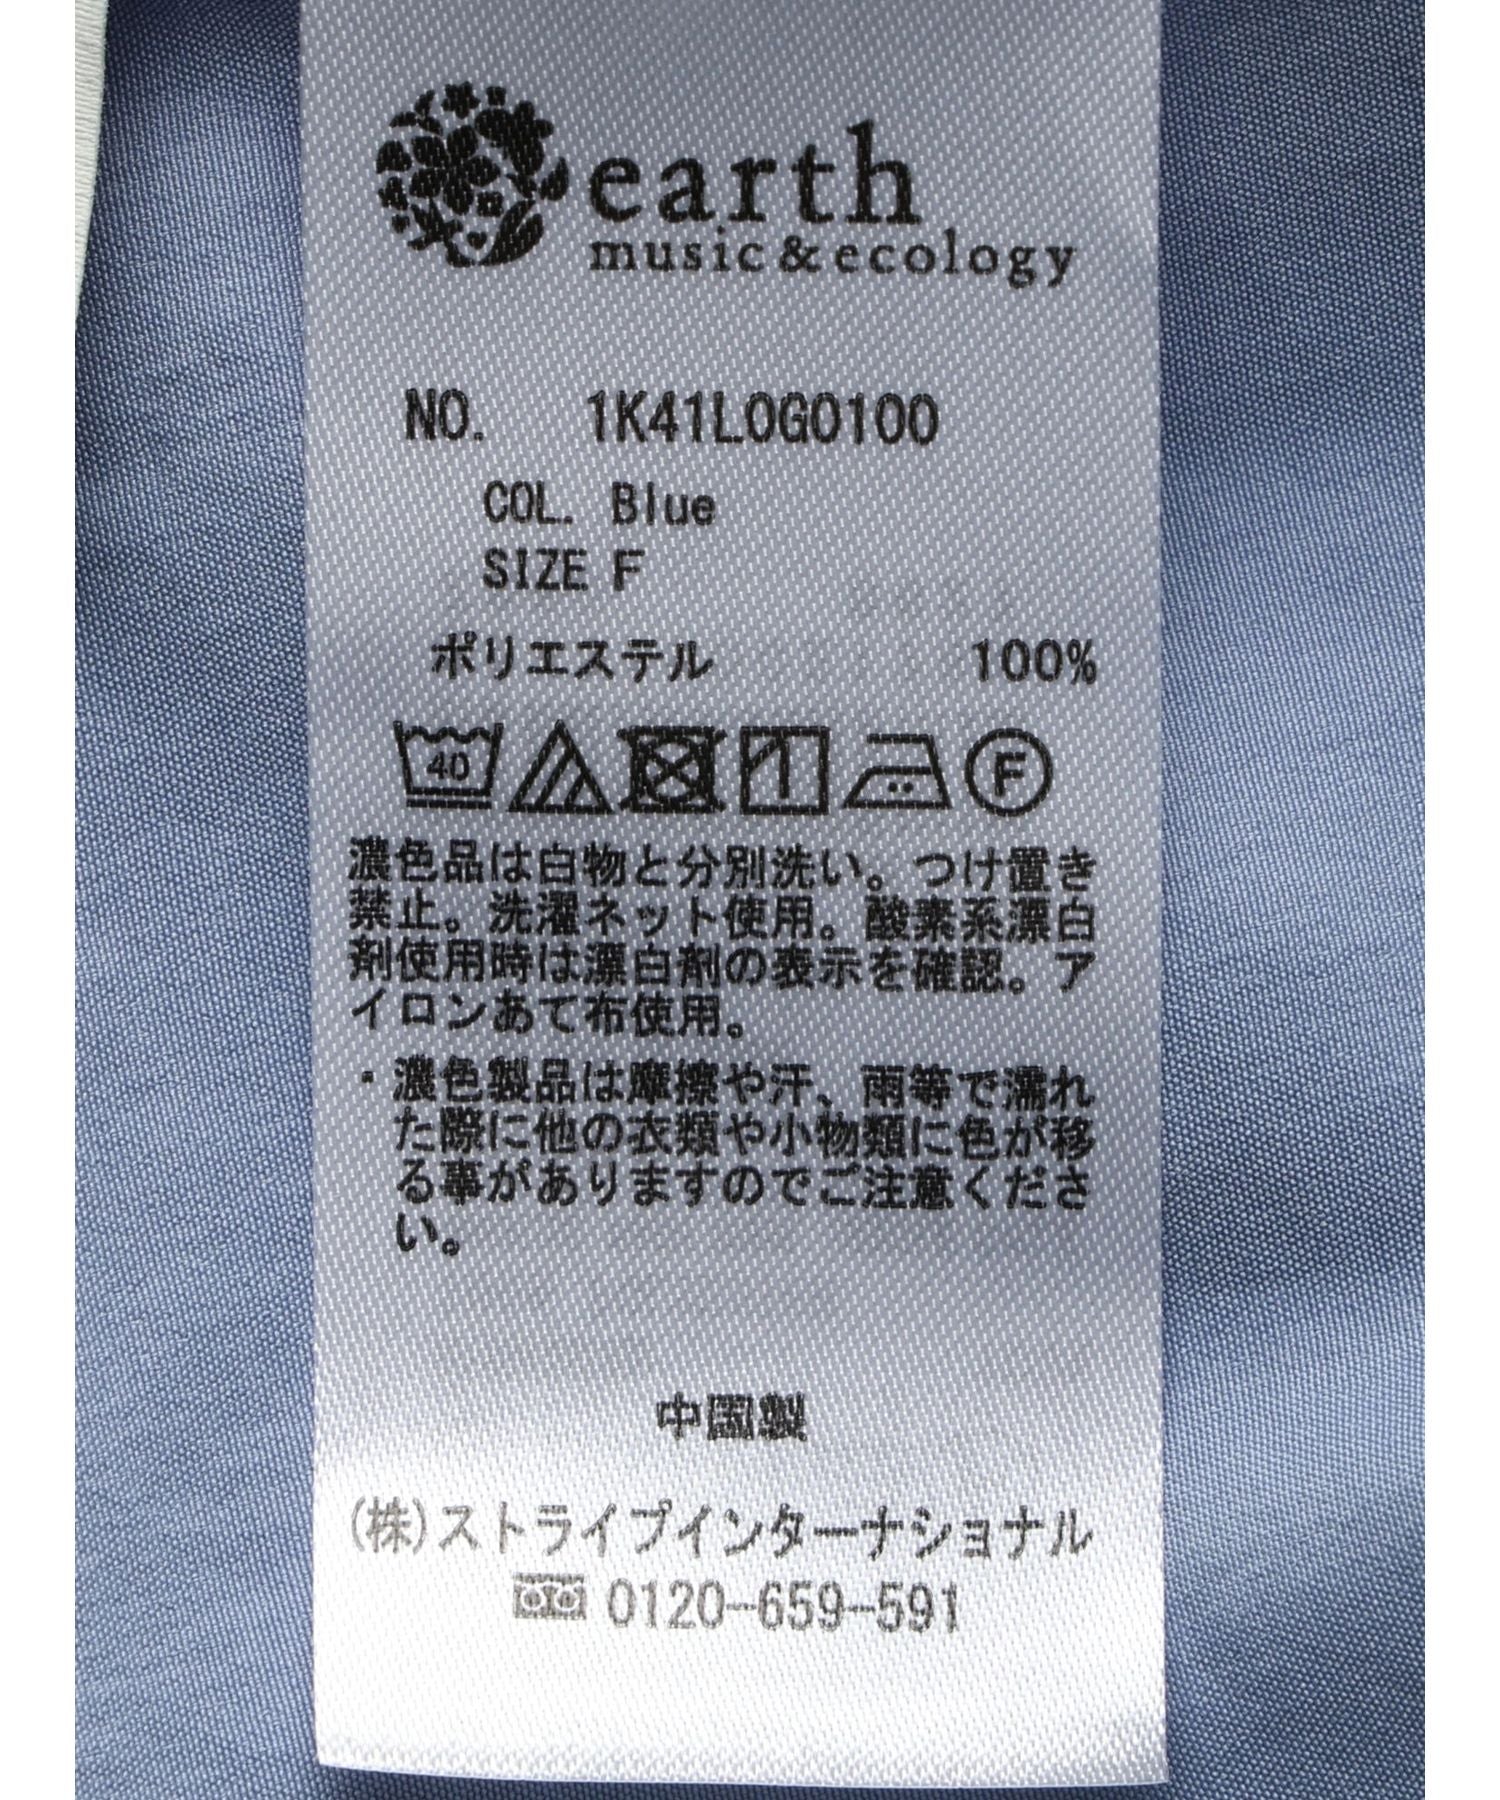 earth
music&ecology
NO. 1K41L0G0100
COL. Blue
SIZE F
ポリエステル 100%
40 F
濃色品は白物と分別洗い。つけ置き
禁止。洗濯ネット使用。酸素系漂白
剤使用時は漂白剤の表示を確認。ア
イロンあて布使用。
・濃色製品は摩擦や汗、雨等で濡れ
た際に他の衣類や小物類に色が移
る事がありますのでご注意くださ
い。
中国製
(株)ストライプインターナショナル
0120-659-591